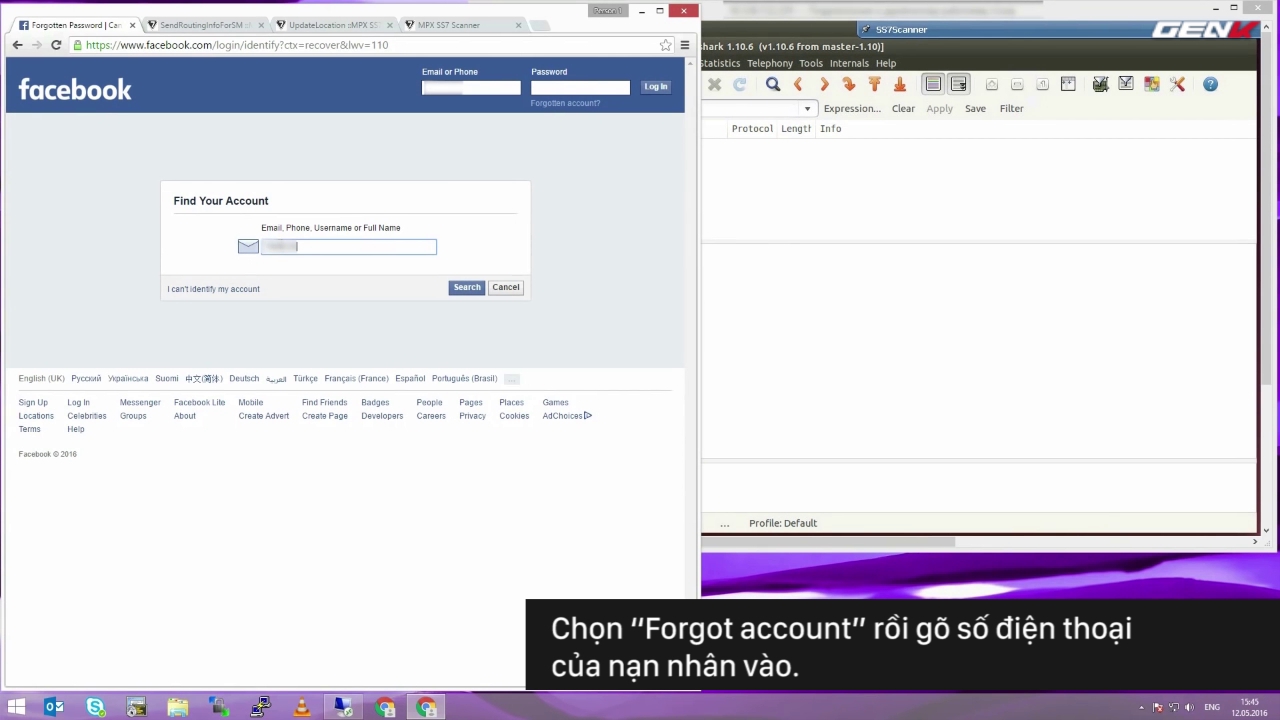 Person 1
Forgotten Password | Can
SendRoutingInfoForSM
UpdateLocation ::MPX SS7
MPX SS7 Scanner
https://www.facebook.com/login/identify?ctx=recover&lwv=110
facebook
Email or Phone
Password
Log In
Forgotten account?
Find Your Account
Email, Phone, Username or Full Name
I can't identify my account
Search
Cancel
English (UK) Русский Українська Suomi 中文(简体) Deutsch العربية Türkçe Français (France) Español Português (Brasil) ...
Sign Up Log In Messenger Facebook Lite Mobile Find Friends Badges People Pages Places Games
Locations Celebrities Groups About Create Advert Create Page Developers Careers Privacy Cookies AdChoices
Terms Help
Facebook © 2016
SS7Scanner
GENK
shark 1.10.6 (v1.10.6 from master-1.10)]
Statistics Telephony Tools Internals Help
Expression... Clear Apply Save Filter
Protocol Length Info
... Profile: Default
Chọn “Forgot account” rồi gõ số điện thoại
của nạn nhân vào.
ENG
15:45
12.05.2016